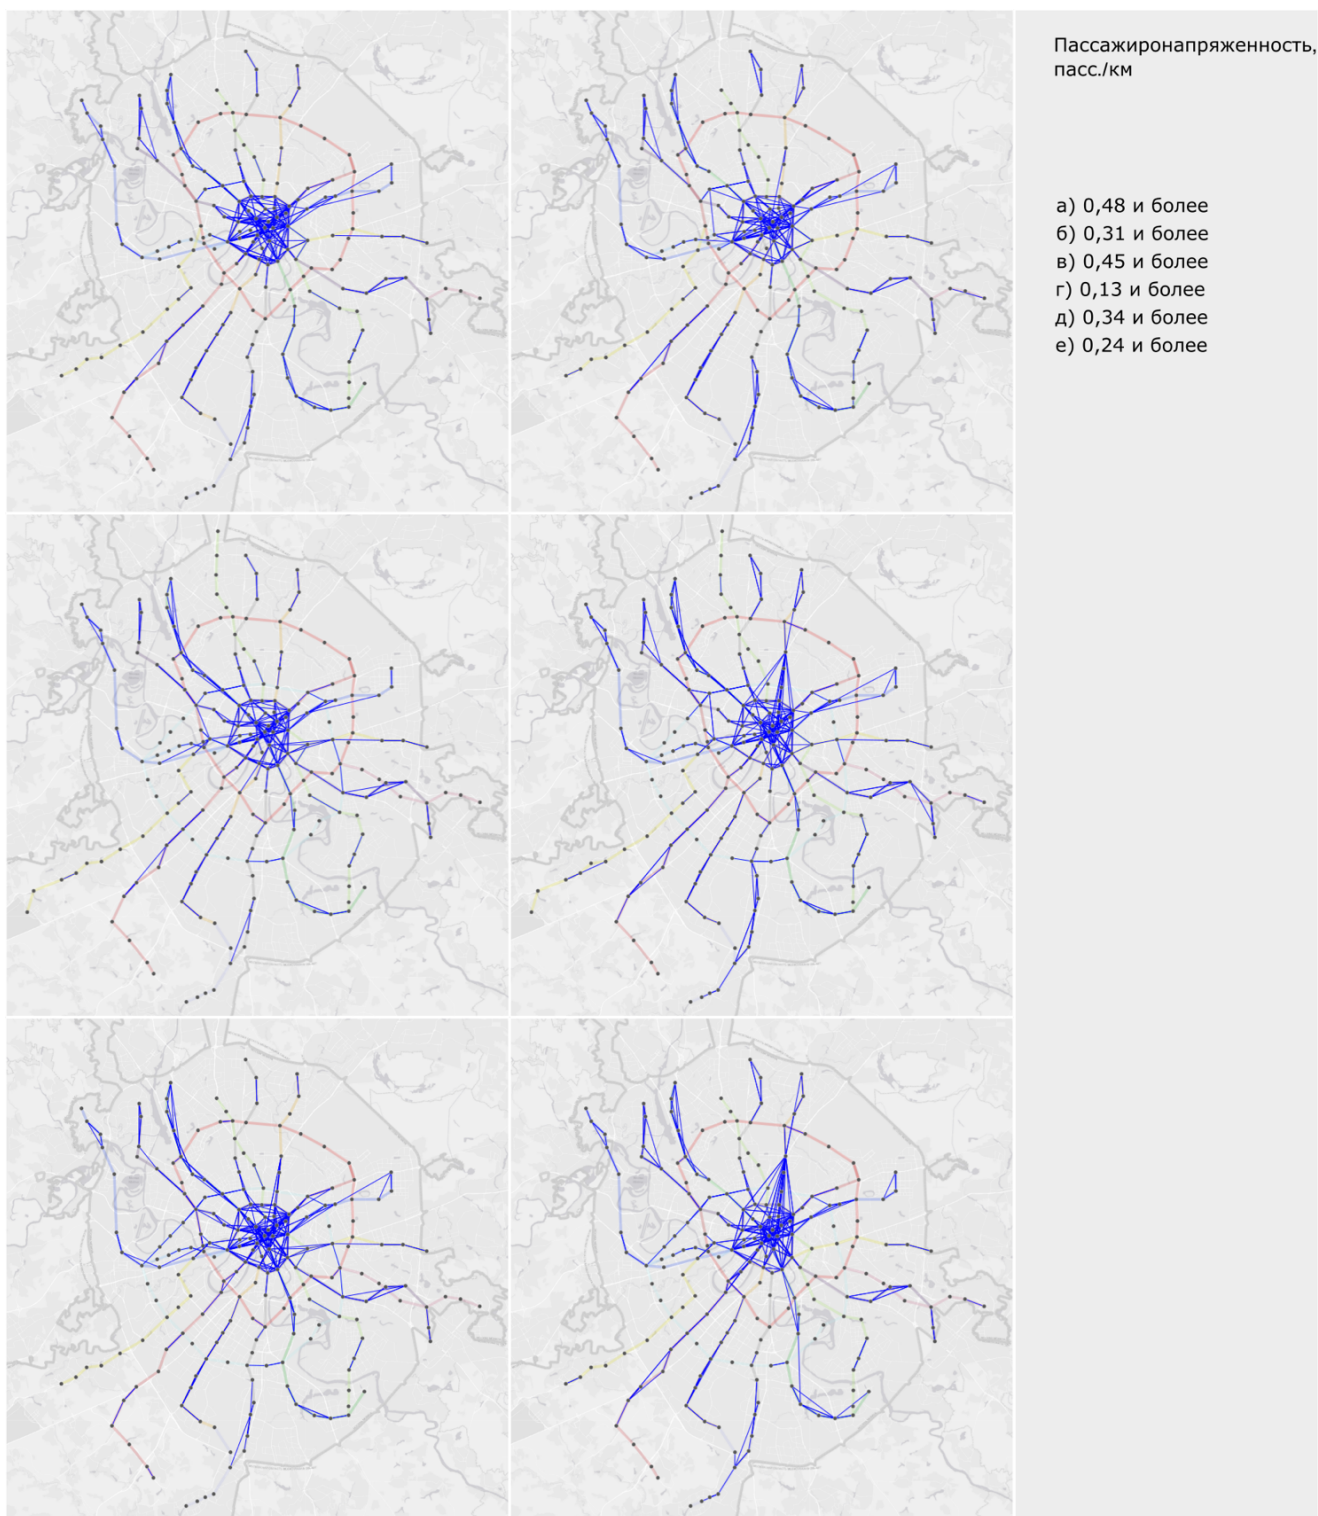 Пассажиронапряженность,
пасс./км
а) 0,48 и более
б) 0,31 и более
в) 0,45 и более
г) 0,13 и более
д) 0,34 и более
е) 0,24 и более